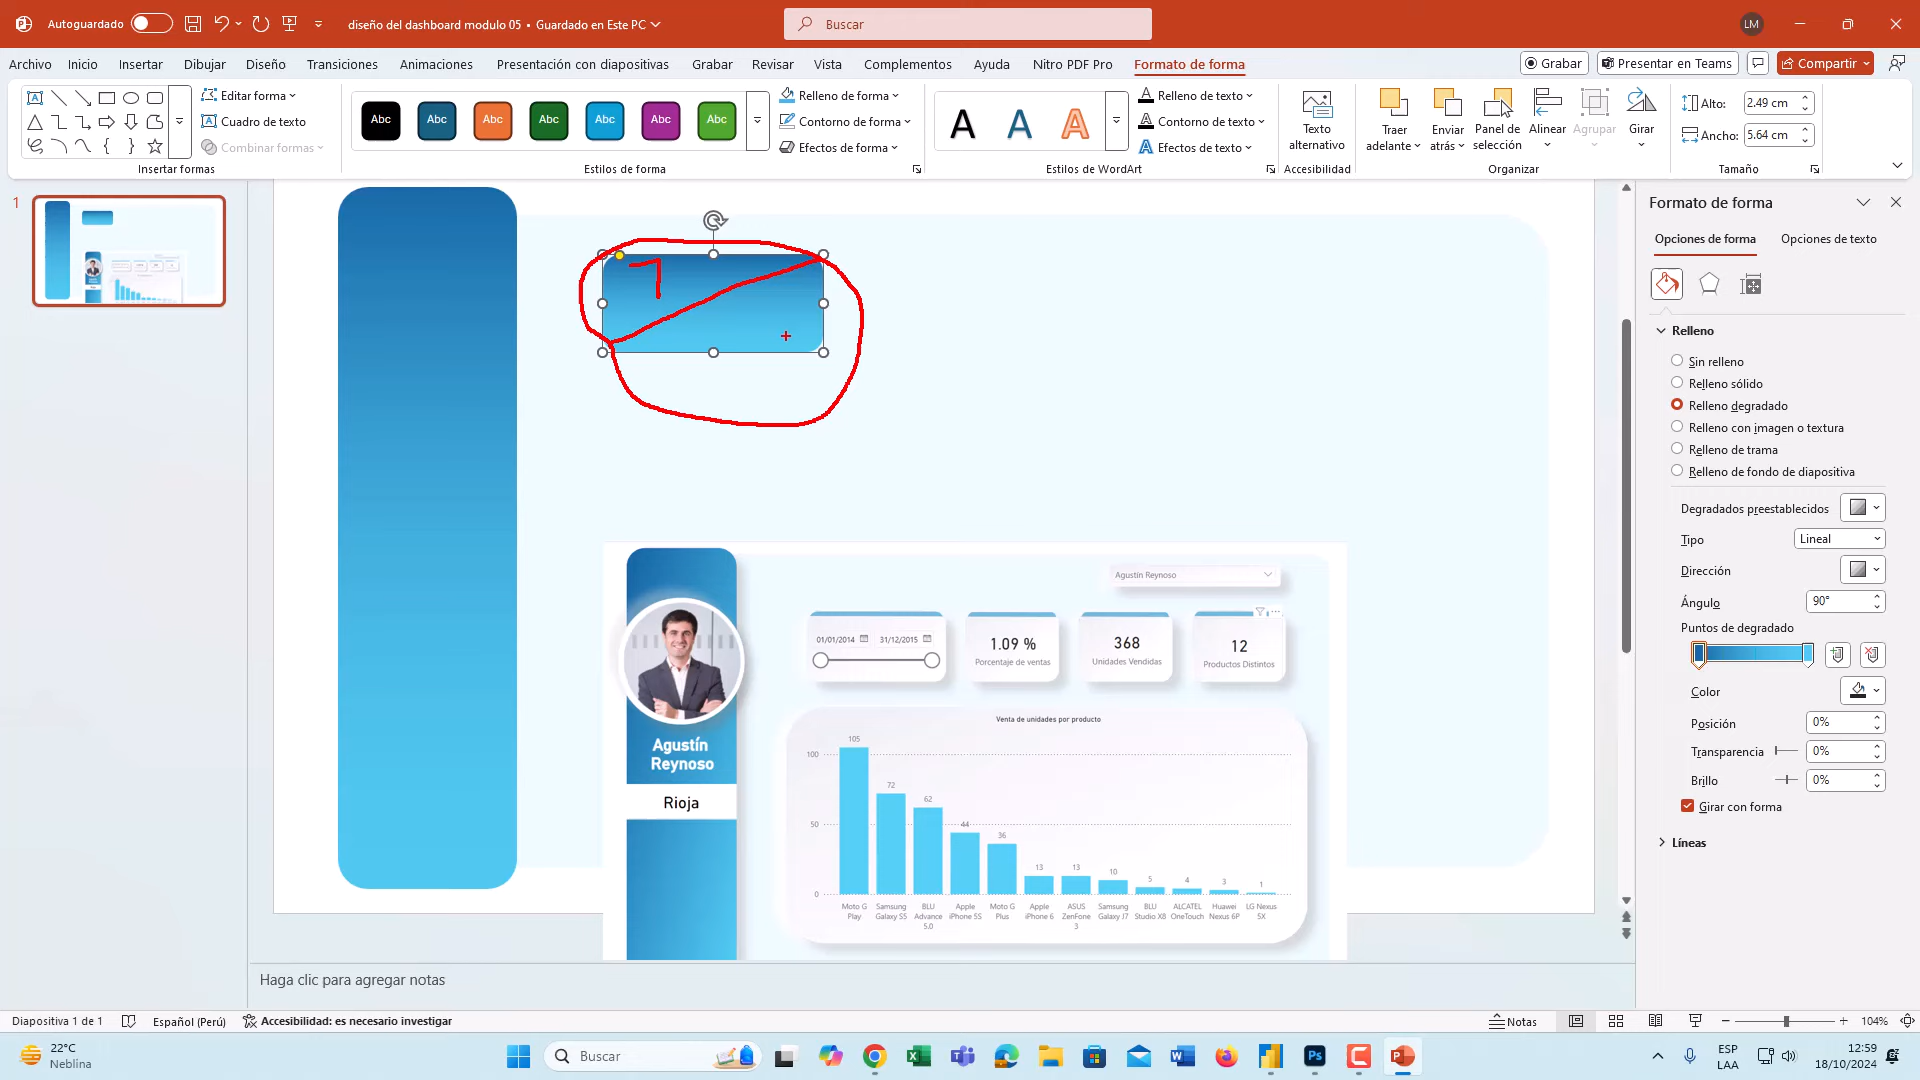 Autoguardado
diseño del dashboard modulo 05 • Guardado en Este PC
Buscar
LM
Archivo Inicio Insertar Dibujar Diseño Transiciones Animaciones Presentación con diapositivas Grabar Revisar Vista Complementos Ayuda Nitro PDF Pro Formato de forma
Grabar Presentar en Teams Compartir
Editar forma
Cuadro de texto
Combinar formas
Insertar formas
Abc Abc Abc Abc Abc Abc Abc
Relleno de forma
Contorno de forma
Efectos de forma
Estilos de forma
A A A
Relleno de texto
Contorno de texto
Efectos de texto
Estilos de WordArt
Texto
alternativo
Accesibilidad
Traer
adelante
Enviar
atrás
Panel de
selección
Alinear
Agrupar
Girar
Organizar
Alto: 2.49 cm
Ancho: 5.64 cm
Tamaño
1
1
Agustín Reynoso
01/01/2014 31/12/2015
1.09 %
Porcentaje de ventas
368
Unidades Vendidas
12
Productos Distintos
Agustín
Reynoso
Rioja
Venta de unidades por producto
100
50
0
105
72
62
44
36
13
13
10
5
4
3
1
Moto G
Play
Samsung
Galaxy S5
BLU
Advance
5.0
Apple
iPhone 5S
Moto G
Plus
Apple
iPhone 6
ASUS
ZenFone
3
Samsung
Galaxy J7
BLU
Studio X8
ALCATEL
OneTouch
Huawei
Nexus 6P
LG Nexus
5X
Formato de forma
Opciones de forma Opciones de texto
Relleno
Sin relleno
Relleno sólido
Relleno degradado
Relleno con imagen o textura
Relleno de trama
Relleno de fondo de diapositiva
Degradados preestablecidos
Tipo Lineal
Dirección
Ángulo 90°
Puntos de degradado
Color
Posición 0%
Transparencia 0%
Brillo 0%
Girar con forma
Líneas
Haga clic para agregar notas
Diapositiva 1 de 1 Español (Perú) Accesibilidad: es necesario investigar
Notas 104%
22°C
Neblina
Buscar
ESP
LAA
12:59
18/10/2024